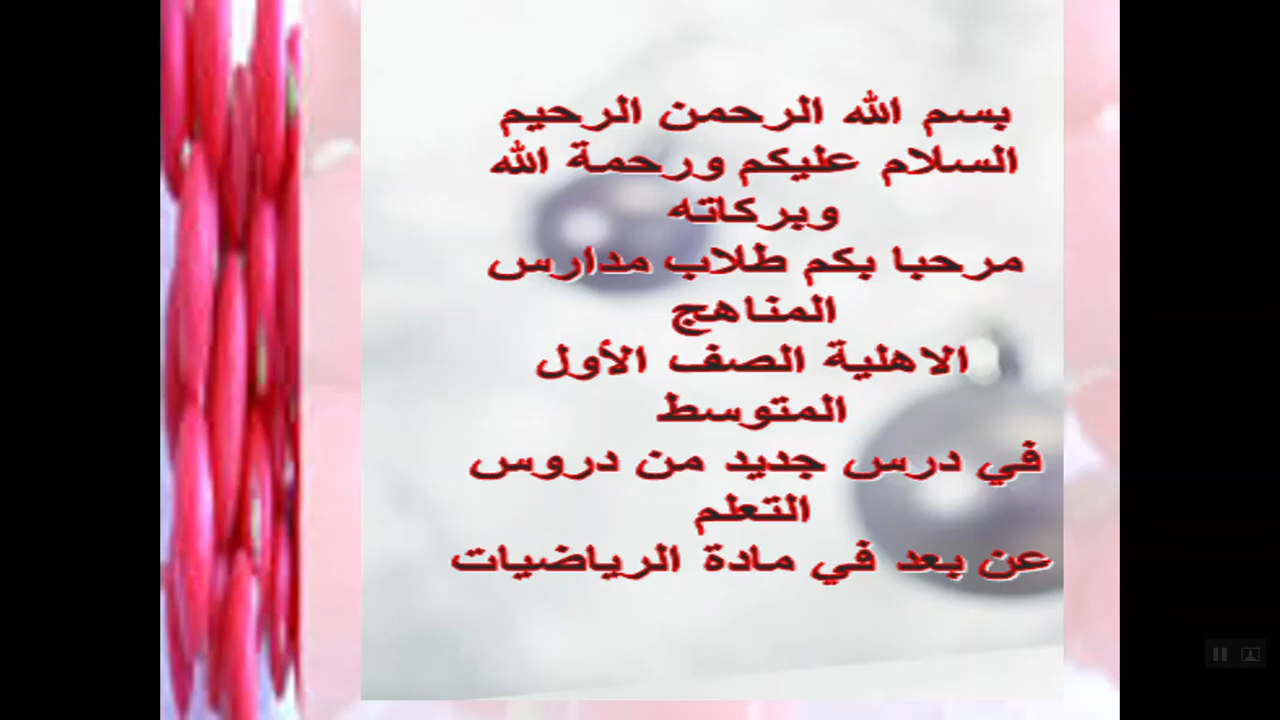 بسم الله الرحمن الرحيم
السلام عليكم ورحمة الله
وبركاته
مرحبا بكم طلاب مدارس
المناهج
الاهلية الصف الأول
المتوسط
في درس جديد من دروس
التعلم
عن بعد في مادة الرياضيات